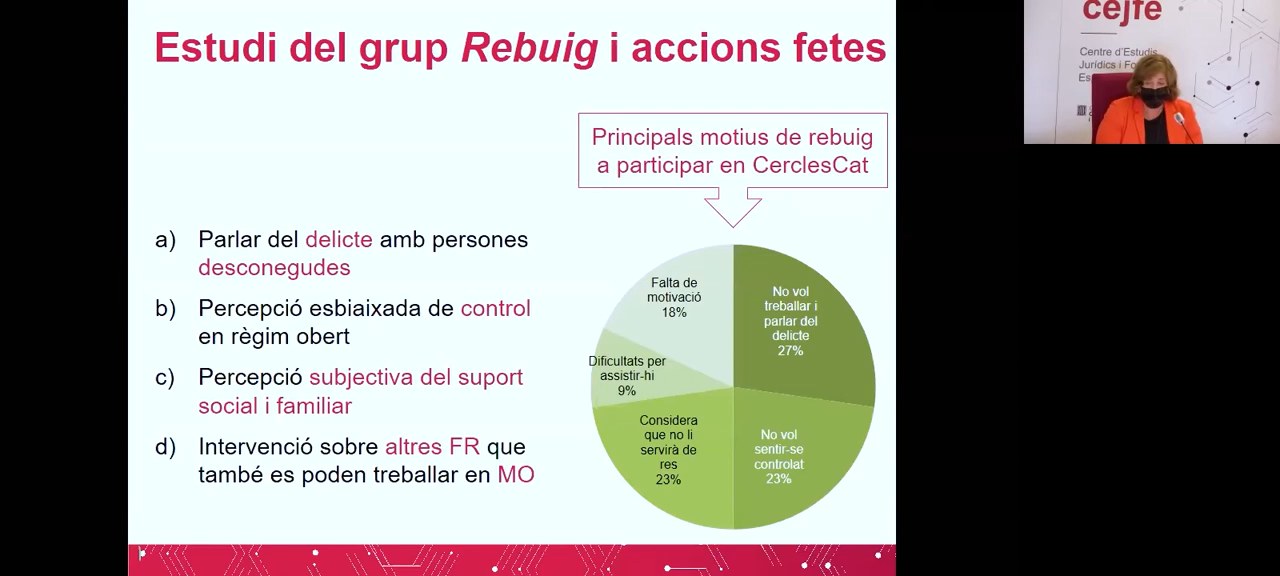 Estudi del grup Rebuig i accions fetes
Principals motius de rebuig
a participar en CerclesCat
a) Parlar del delicte amb persones
desconegudes
b) Percepció esbiaixada de control
en règim obert
c) Percepció subjectiva del suport
social i familiar
d) Intervenció sobre altres FR que
també es poden treballar en MO
Falta de
motivació
18%
No vol
treballar i
parlar del
delicte
27%
Dificultats per
assistir-hi
9%
Considera
que no li
servirà de
res
23%
No vol
sentir-se
controlat
23%
cejfe
Centre d'Estudis
Jurídics i